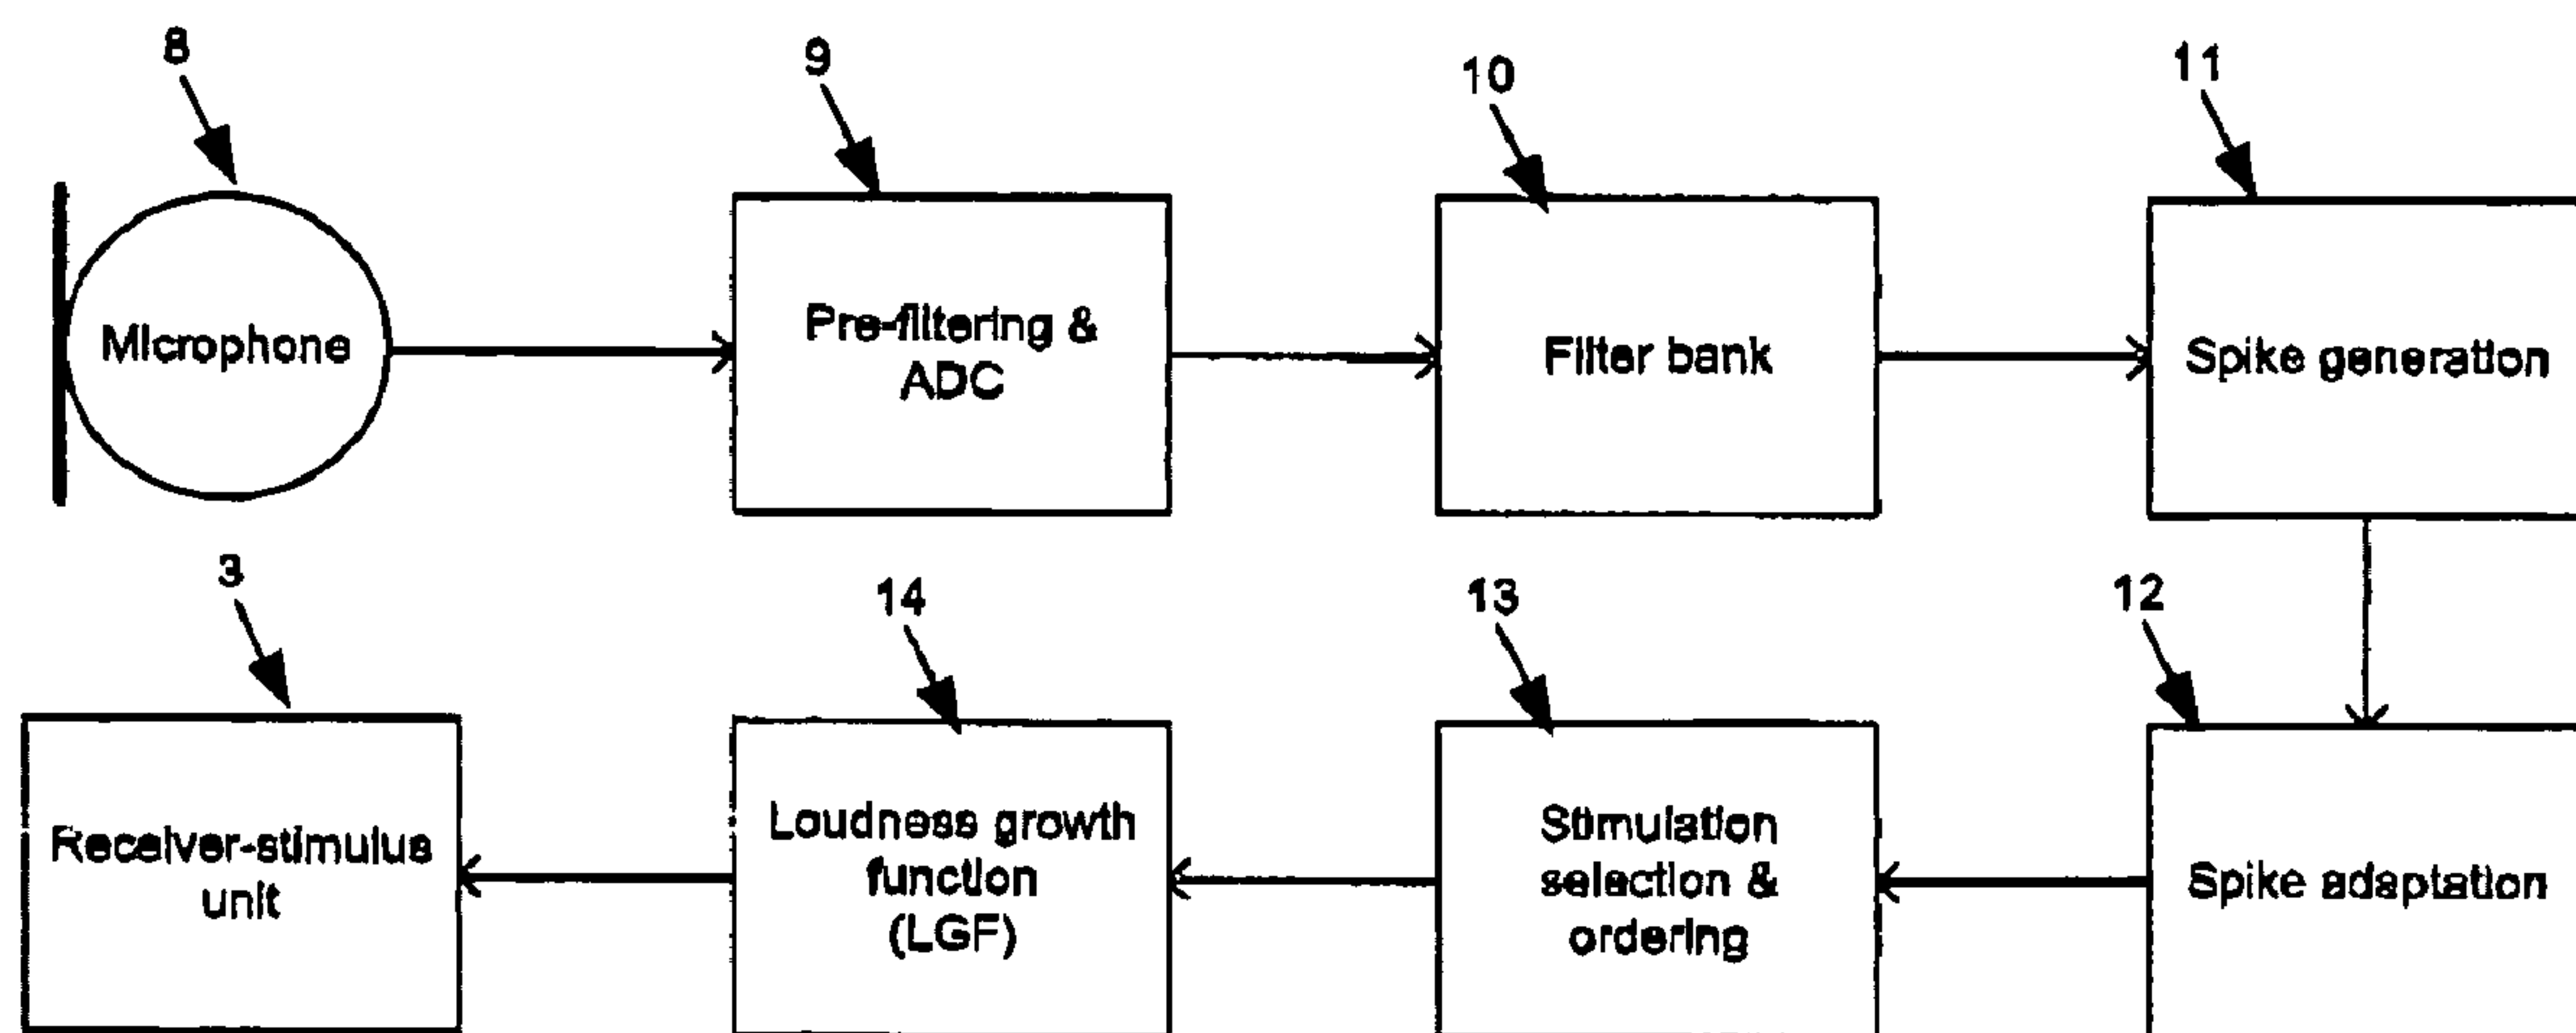 8
9
10
11
Microphone
Pre-filtering &
ADC
Filter bank
Spike generation
3
14
13
12
Receiver-stimulus
unit
Loudness growth
function
(LGF)
Stimulation
selection &
ordering
Spike adaptation